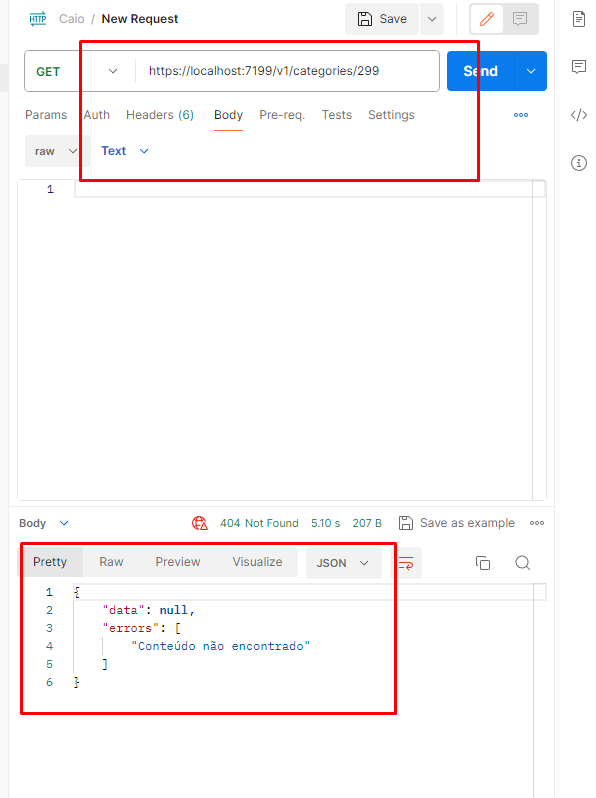 HTTP Caio / New Request Save
GET https://localhost:7199/v1/categories/299 Send
Params Auth Headers (6) Body Pre-req. Tests Settings
raw Text
1
Body 404 Not Found 5.10 s 207 B Save as example
Pretty Raw Preview Visualize JSON
1 {
2 "data": null,
3 "errors": [
4 "Conteúdo não encontrado"
5 ]
6 }